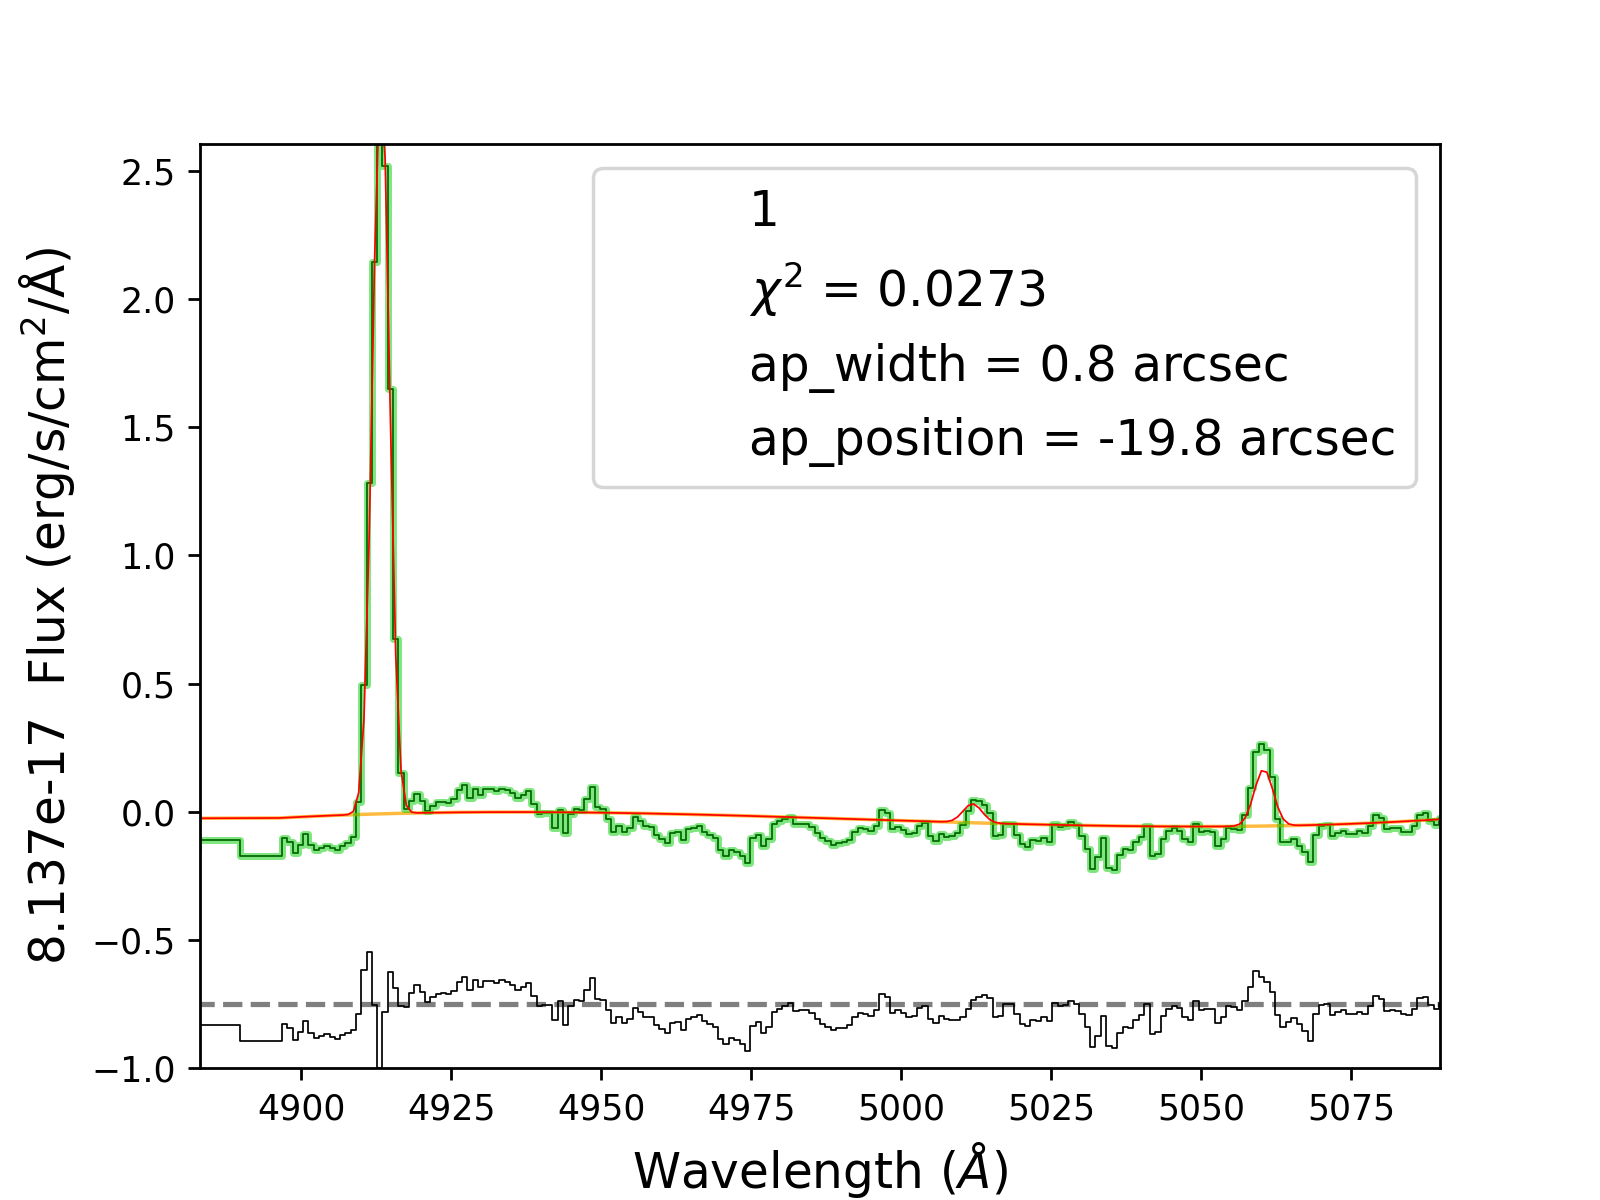 1
χ² = 0.0273
ap_width = 0.8 arcsec
ap_position = -19.8 arcsec
8.137e-17 Flux (erg/s/cm²/Å)
2.5
2.0
1.5
1.0
0.5
0.0
−0.5
−1.0
4900 4925 4950 4975 5000 5025 5050 5075
Wavelength (Å)